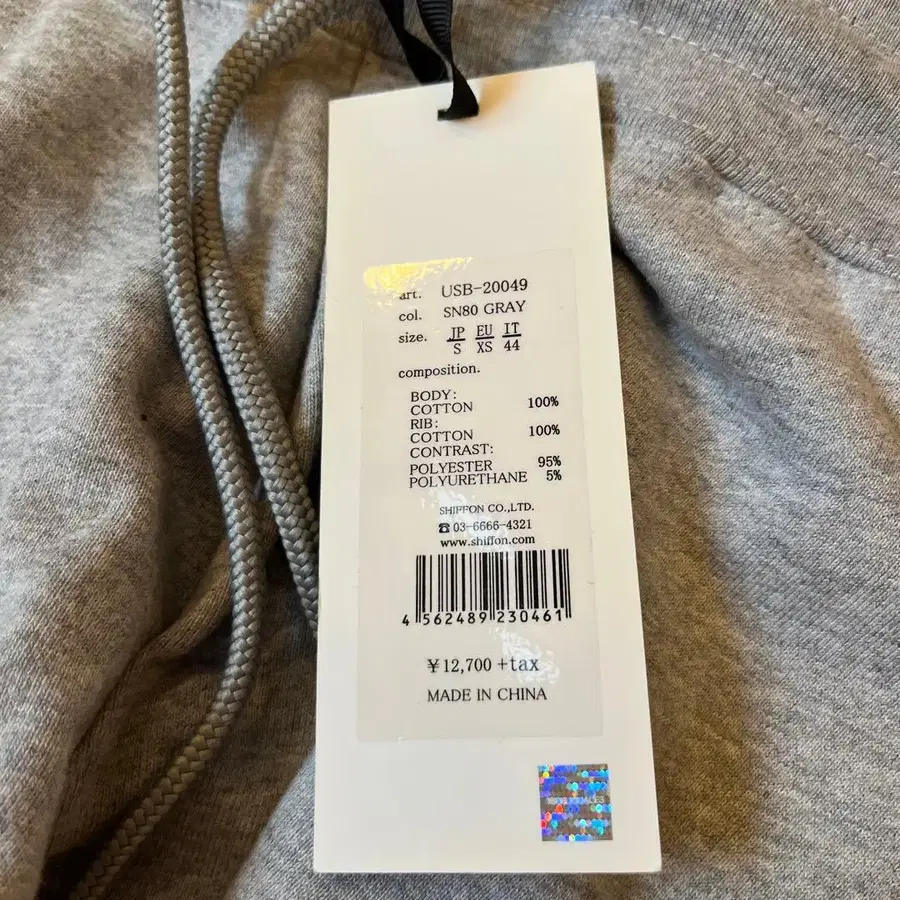 art. USB-20049
col. SN80 GRAY
size. JP EU IT
S XS 44
composition.
BODY:
COTTON 100%
RIB:
COTTON 100%
CONTRAST:
POLYESTER 95%
POLYURETHANE 5%
SHIFFON CO.,LTD.
☎03-6666-4321
www.shiffon.com
4 562489 230461
¥12,700 +tax
MADE IN CHINA